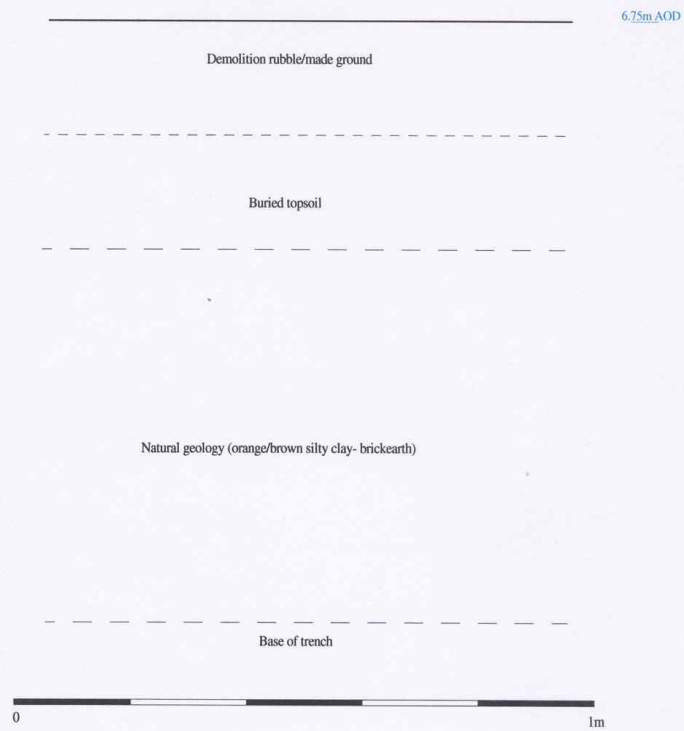 6.75m AOD
Demolition rubble/made ground
Buried topsoil
Natural geology (orange/brown silty clay- brickearth)
Base of trench
0
1m